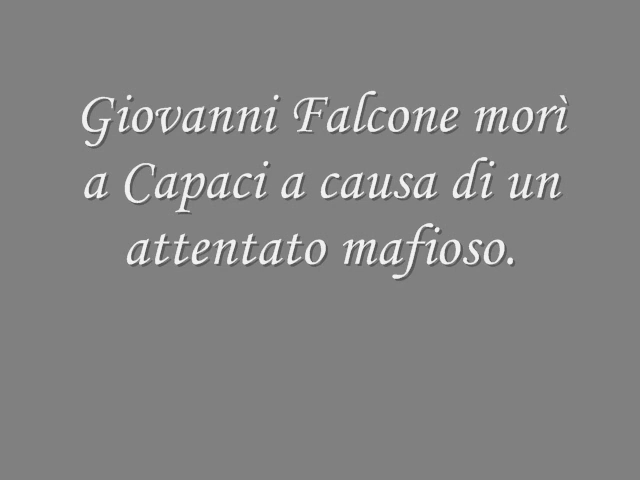 Giovanni Falcone morì
a Capaci a causa di un
attentato mafioso.